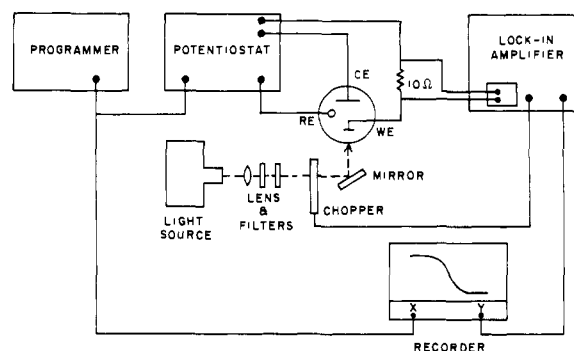 PROGRAMMER
POTENTIOSTAT
LOCK-IN
AMPLIFIER
CE
10Ω
RE
WE
MIRROR
LIGHT
SOURCE
LENS
&
FILTERS
CHOPPER
X
Y
RECORDER